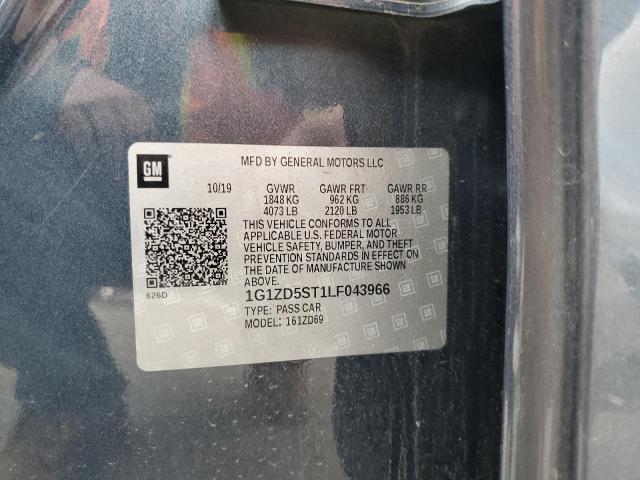 GM
MFD BY GENERAL MOTORS LLC
10/19 GVWR GAWR FRT GAWR RR
1848 KG 962 KG 886 KG
4073 LB 2120 LB 1953 LB
THIS VEHICLE CONFORMS TO ALL
APPLICABLE U.S. FEDERAL MOTOR
VEHICLE SAFETY, BUMPER, AND THEFT
PREVENTION STANDARDS IN EFFECT ON
THE DATE OF MANUFACTURE SHOWN
ABOVE.
626D
1G1ZD5ST1LF043966
TYPE: PASS CAR
MODEL: 161ZD69